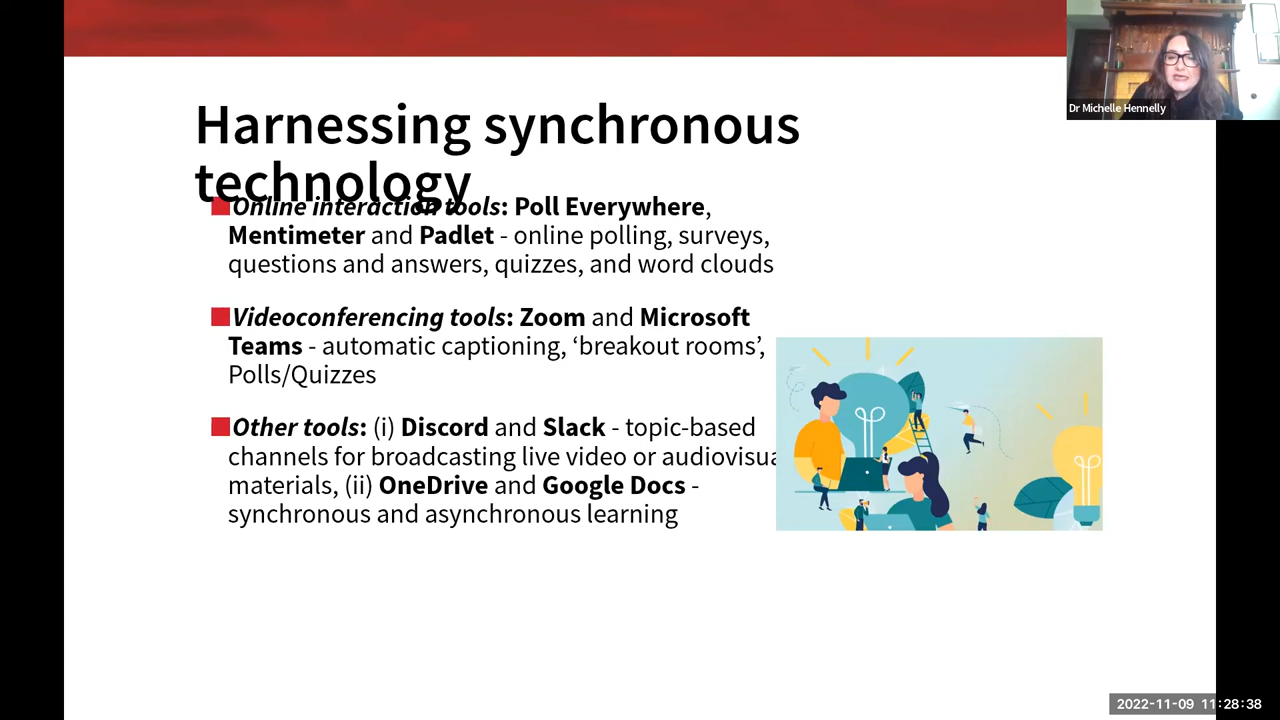 Dr Michelle Hennelly
Harnessing synchronous
technology
Online interaction tools: Poll Everywhere,
Mentimeter and Padlet - online polling, surveys,
questions and answers, quizzes, and word clouds
Videoconferencing tools: Zoom and Microsoft
Teams - automatic captioning, ‘breakout rooms’,
Polls/Quizzes
Other tools: (i) Discord and Slack - topic-based
channels for broadcasting live video or audiovisua
materials, (ii) OneDrive and Google Docs -
synchronous and asynchronous learning
2022-11-09 11:28:38